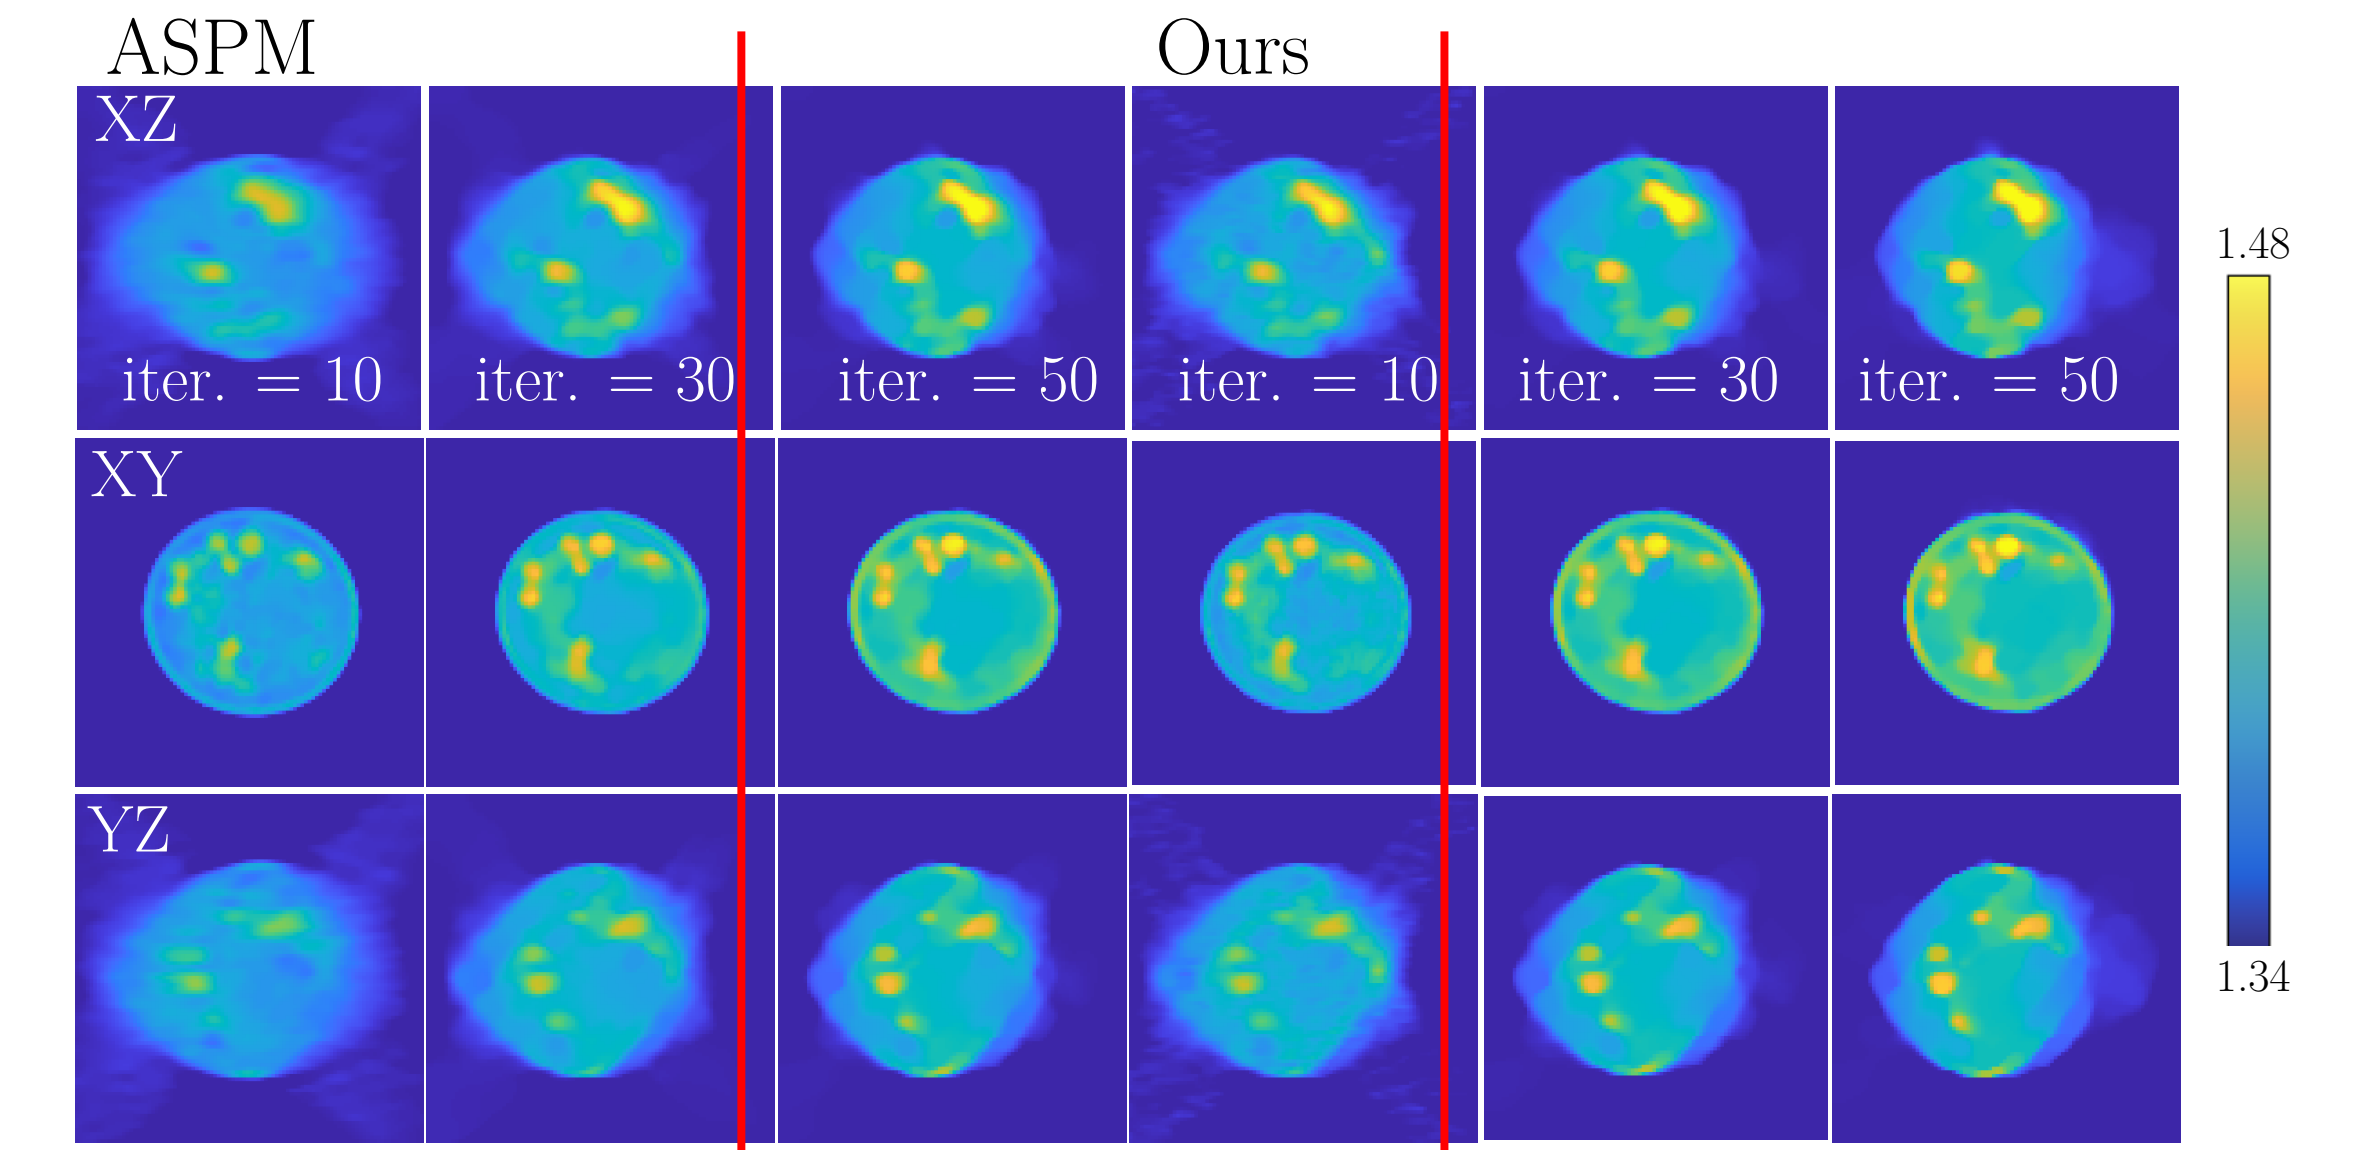 ASPM Ours
XZ
iter. = 10 iter. = 30 iter. = 50 iter. = 10 iter. = 30 iter. = 50
XY
YZ
1.48
1.34